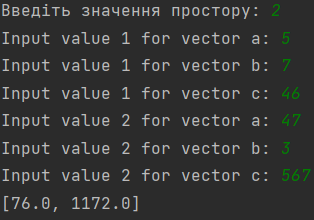 Введіть значення простору: 2
Input value 1 for vector a: 5
Input value 1 for vector b: 7
Input value 1 for vector c: 46
Input value 2 for vector a: 47
Input value 2 for vector b: 3
Input value 2 for vector c: 567
[76.0, 1172.0]